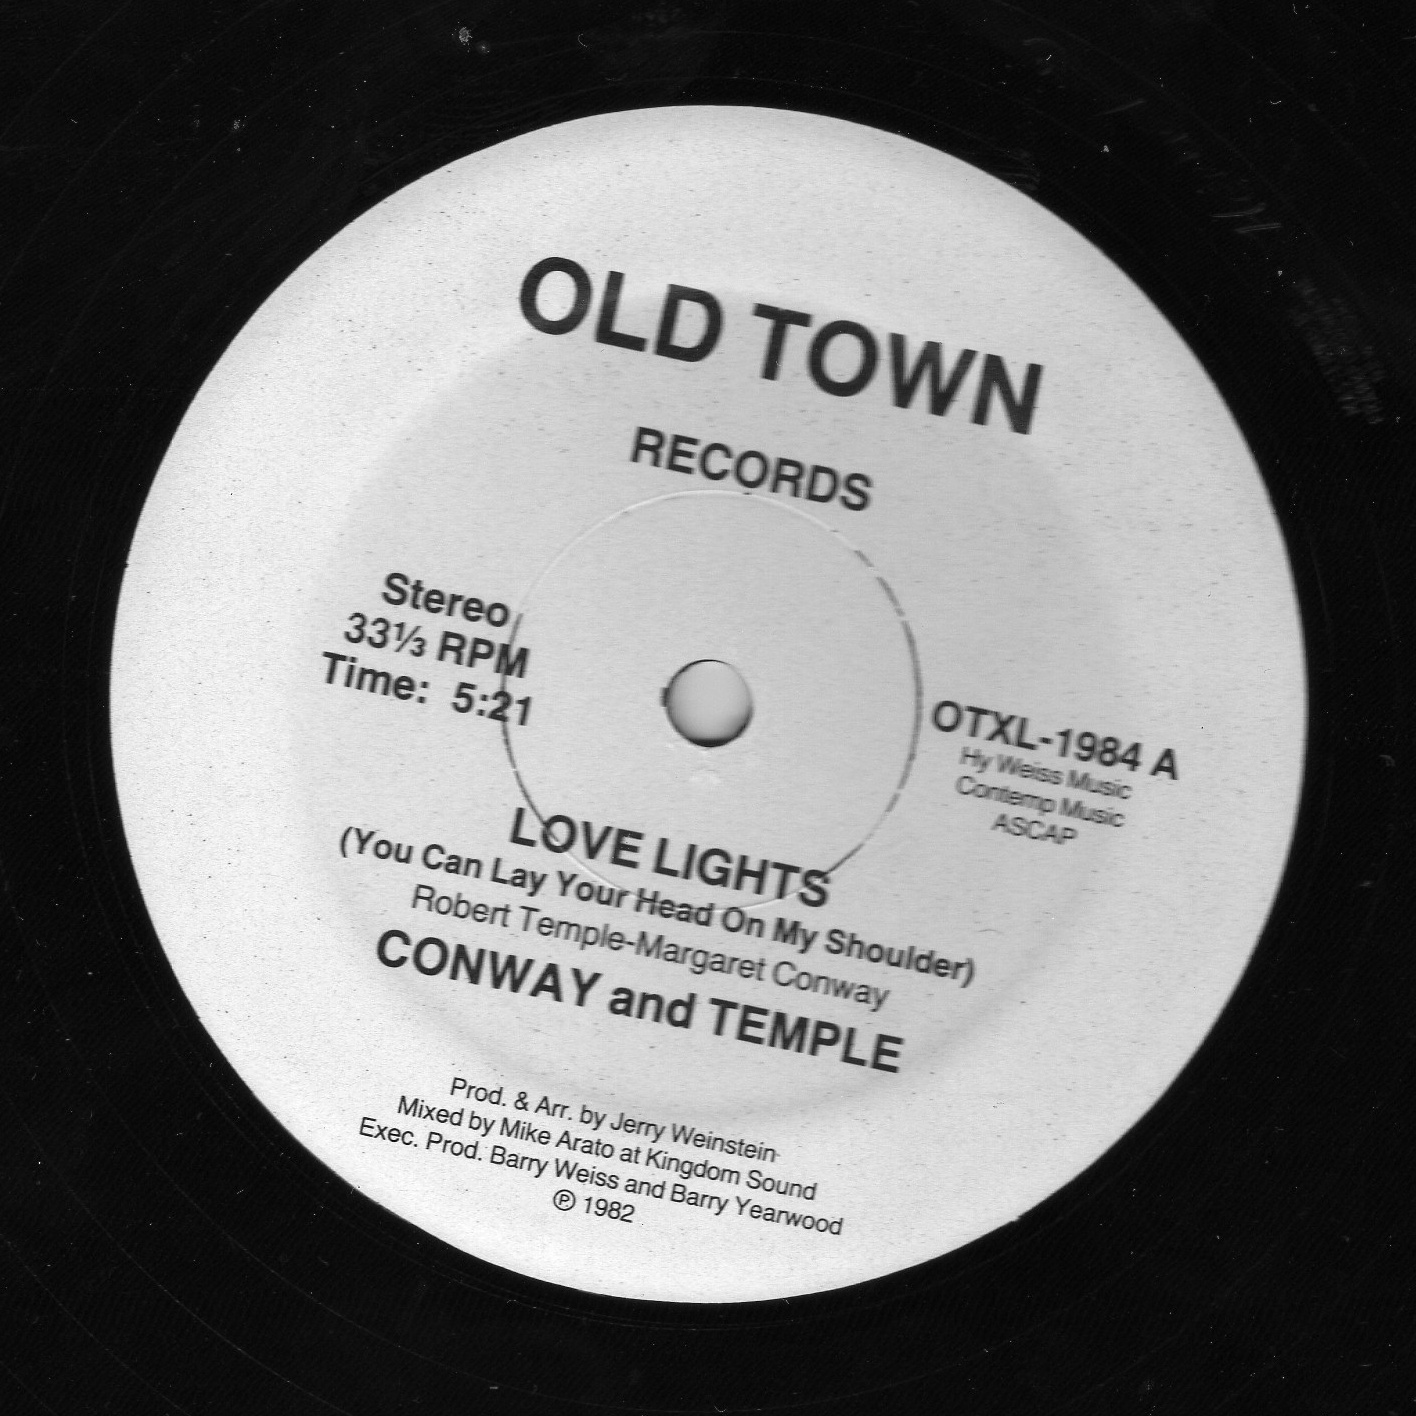 OLD TOWN
RECORDS
Stereo
33⅓ RPM
Time: 5:21
OTXL-1984 A
Hy Weiss Music
Contemp Music
ASCAP
LOVE LIGHTS
(You Can Lay Your Head On My Shoulder)
Robert Temple-Margaret Conway
CONWAY and TEMPLE
Prod. & Arr. by Jerry Weinstein
Mixed by Mike Arato at Kingdom Sound
Exec. Prod. Barry Weiss and Barry Yearwood
℗ 1982